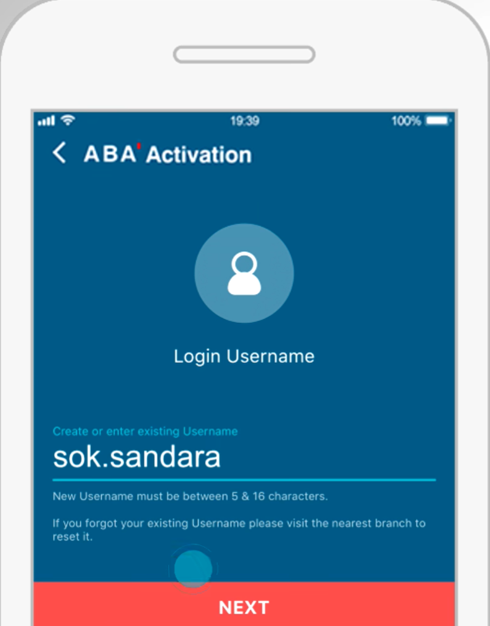 19:39
100%
ABA' Activation
Login Username
Create or enter existing Username
sok.sandara
New Username must be between 5 & 16 characters.
If you forgot your existing Username please visit the nearest branch to
reset it.
NEXT